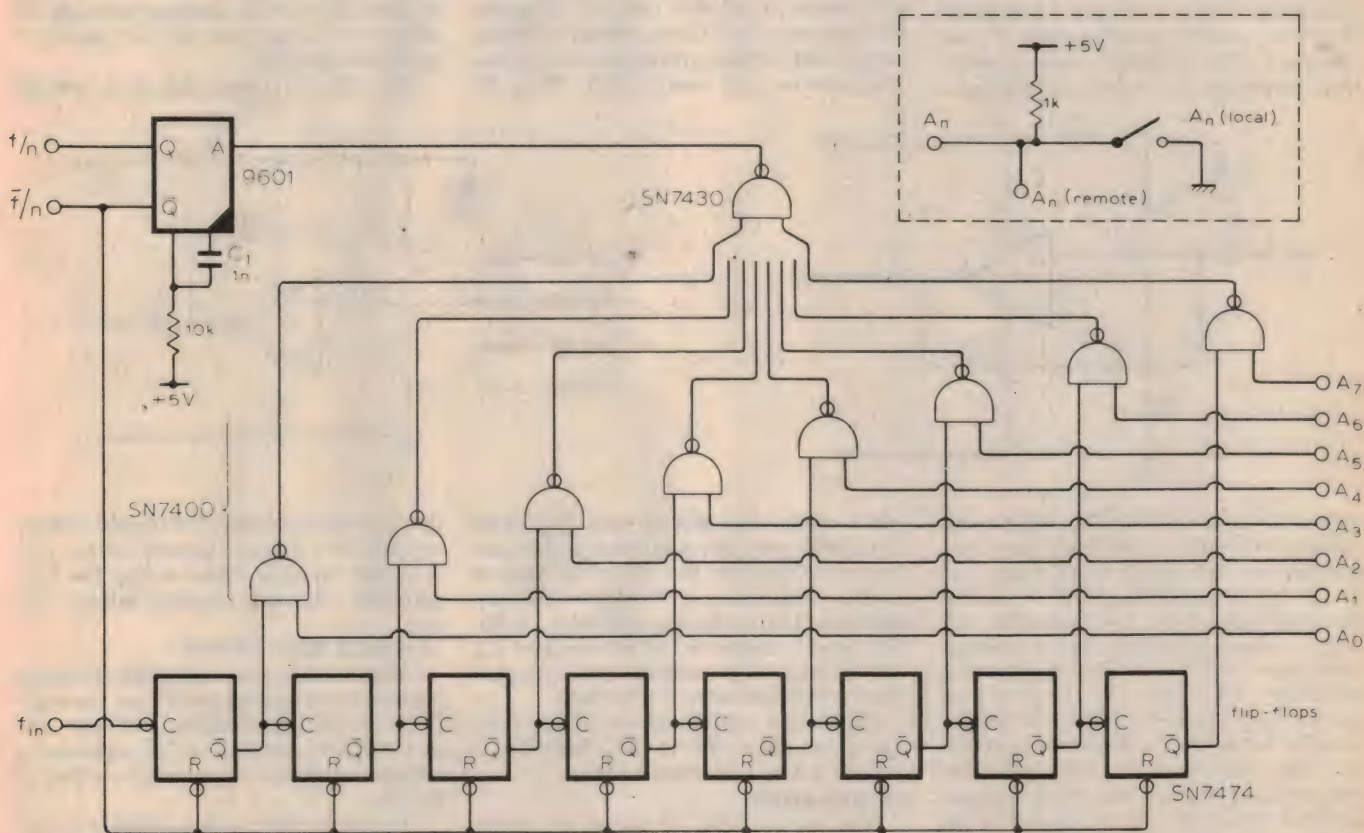 +5V
1k
An
An (local)
An (remote)
f/n
Q
A
9601
f̄/n
Q̄
SN7430
C1
1n
10k
+5V
SN7400
A7
A6
A5
A4
A3
A2
A1
A0
fin
C
R
Q̄
C
R
Q̄
C
R
Q̄
C
R
Q̄
C
R
Q̄
C
R
Q̄
C
R
Q̄
C
R
Q̄
flip-flops
SN7474